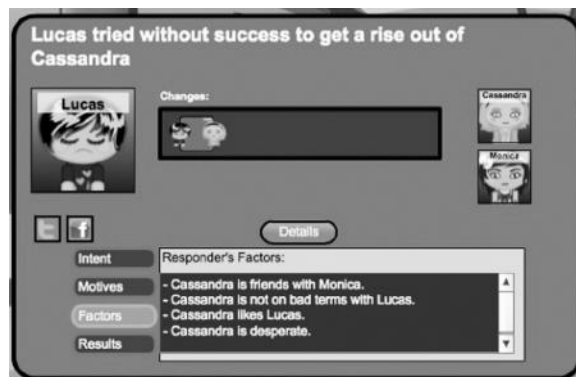 Lucas tried without success to get a rise out of
Cassandra
Lucas
Changes:
Cassandra
Monica
t f
Details
Intent
Motives
Factors
Results
Responder's Factors:
- Cassandra is friends with Monica.
- Cassandra is not on bad terms with Lucas.
- Cassandra likes Lucas.
- Cassandra is desperate.